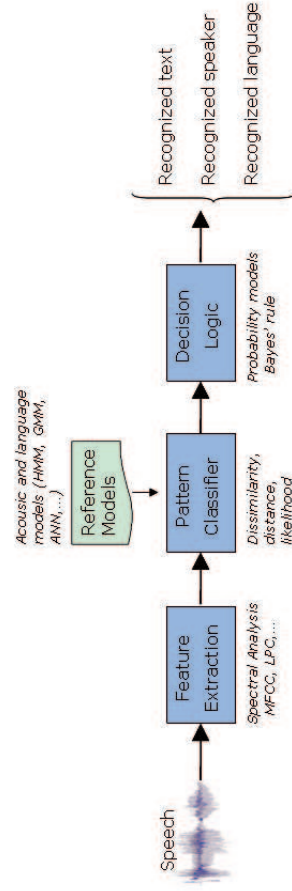 Acousic and language
models (HMM, GMM,
ANN,...)
Reference
Models
Speech
Feature
Extraction
Pattern
Classifier
Decision
Logic
Recognized text
Recognized speaker
Recognized language
Spectral Analysis
MFCC, LPC,...
Dissimilarity,
distance,
likelihood
Probability models
Bayes' rule